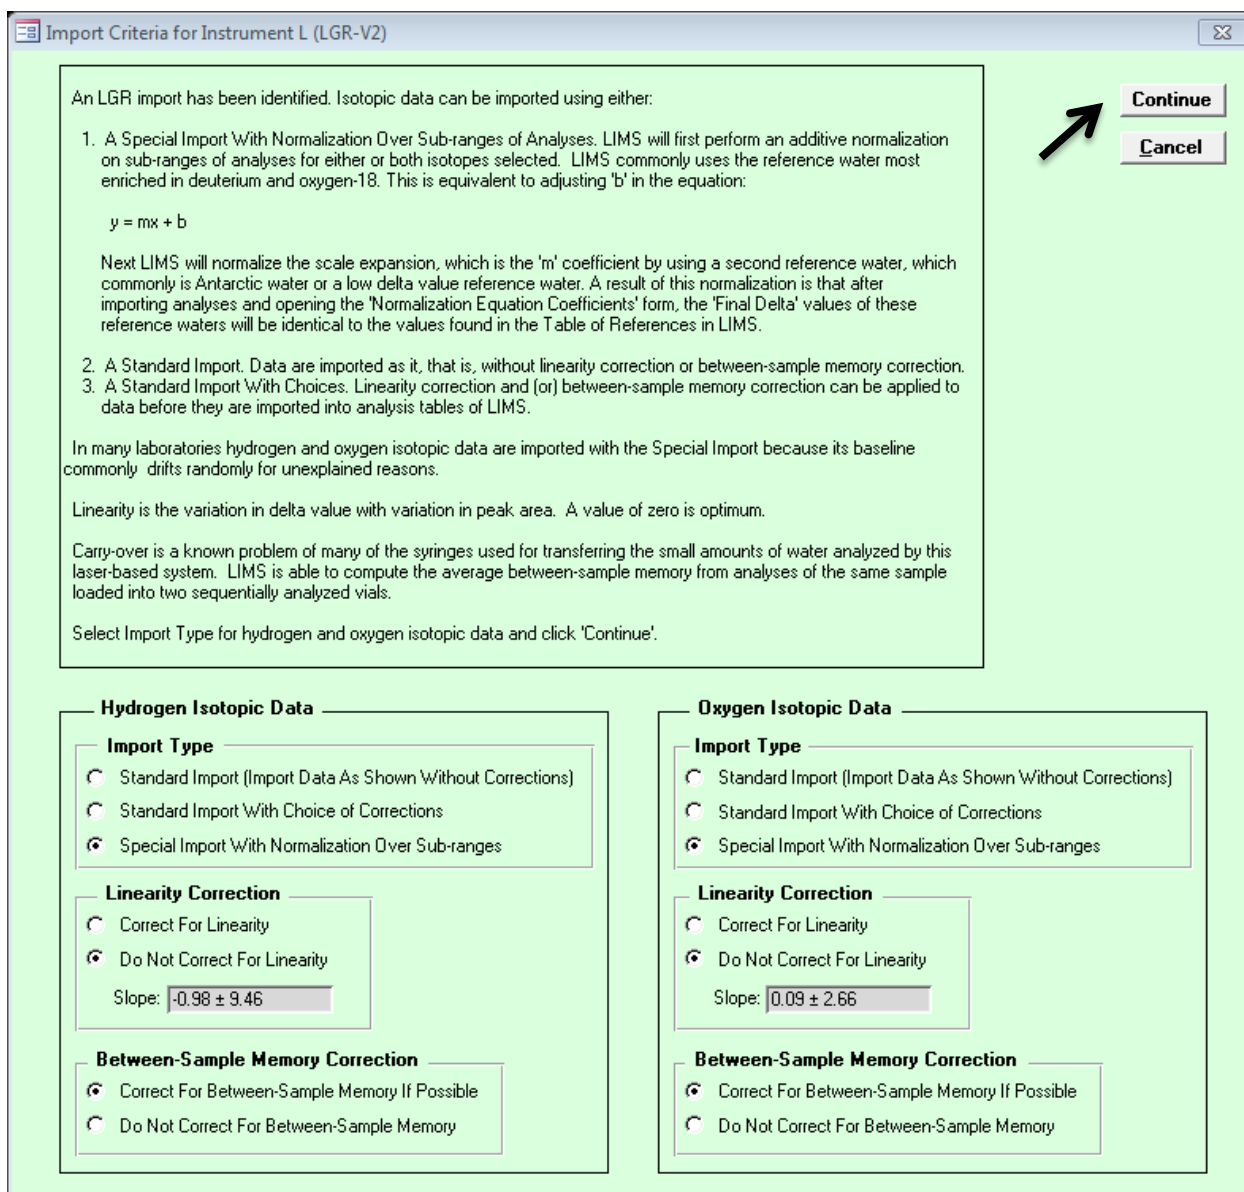 Import Criteria for Instrument L (LGR-V2)
An LGR import has been identified. Isotopic data can be imported using either:
1. A Special Import With Normalization Over Sub-ranges of Analyses. LIMS will first perform an additive normalization
on sub-ranges of analyses for either or both isotopes selected. LIMS commonly uses the reference water most
enriched in deuterium and oxygen-18. This is equivalent to adjusting 'b' in the equation:
y = mx + b
Next LIMS will normalize the scale expansion, which is the 'm' coefficient by using a second reference water, which
commonly is Antarctic water or a low delta value reference water. A result of this normalization is that after
importing analyses and opening the 'Normalization Equation Coefficients' form, the 'Final Delta' values of these
reference waters will be identical to the values found in the Table of References in LIMS.
2. A Standard Import. Data are imported as it, that is, without linearity correction or between-sample memory correction.
3. A Standard Import With Choices. Linearity correction and (or) between-sample memory correction can be applied to
data before they are imported into analysis tables of LIMS.
In many laboratories hydrogen and oxygen isotopic data are imported with the Special Import because its baseline
commonly drifts randomly for unexplained reasons.
Linearity is the variation in delta value with variation in peak area. A value of zero is optimum.
Carry-over is a known problem of many of the syringes used for transferring the small amounts of water analyzed by this
laser-based system. LIMS is able to compute the average between-sample memory from analyses of the same sample
loaded into two sequentially analyzed vials.
Select Import Type for hydrogen and oxygen isotopic data and click 'Continue'.
Continue
Cancel
Hydrogen Isotopic Data
Import Type
Standard Import (Import Data As Shown Without Corrections)
Standard Import With Choice of Corrections
Special Import With Normalization Over Sub-ranges
Linearity Correction
Correct For Linearity
Do Not Correct For Linearity
Slope: -0.98 ± 9.46
Between-Sample Memory Correction
Correct For Between-Sample Memory If Possible
Do Not Correct For Between-Sample Memory
Oxygen Isotopic Data
Import Type
Standard Import (Import Data As Shown Without Corrections)
Standard Import With Choice of Corrections
Special Import With Normalization Over Sub-ranges
Linearity Correction
Correct For Linearity
Do Not Correct For Linearity
Slope: 0.09 ± 2.66
Between-Sample Memory Correction
Correct For Between-Sample Memory If Possible
Do Not Correct For Between-Sample Memory